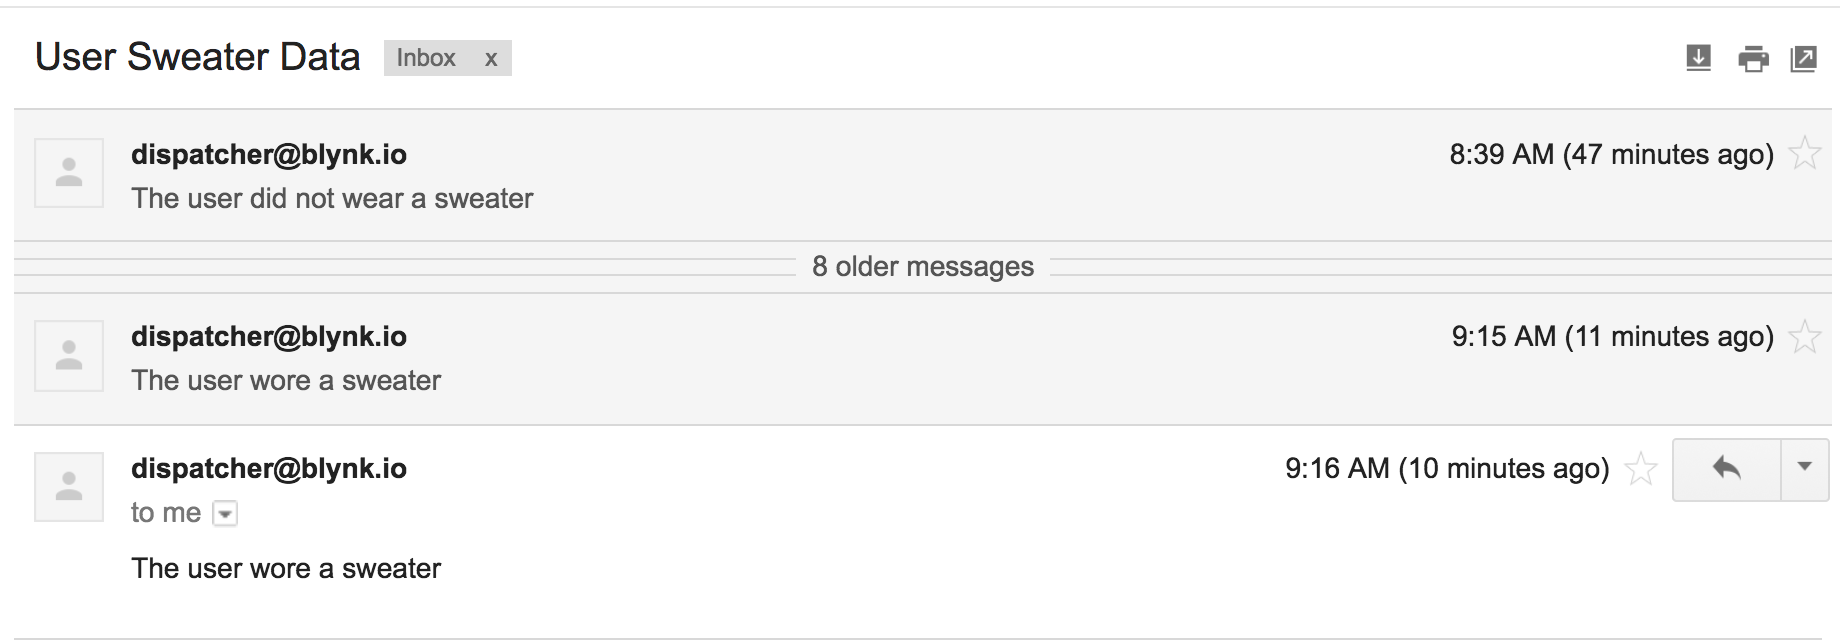 User Sweater Data Inbox x
dispatcher@blynk.io 8:39 AM (47 minutes ago)
The user did not wear a sweater
8 older messages
dispatcher@blynk.io 9:15 AM (11 minutes ago)
The user wore a sweater
dispatcher@blynk.io 9:16 AM (10 minutes ago)
to me
The user wore a sweater